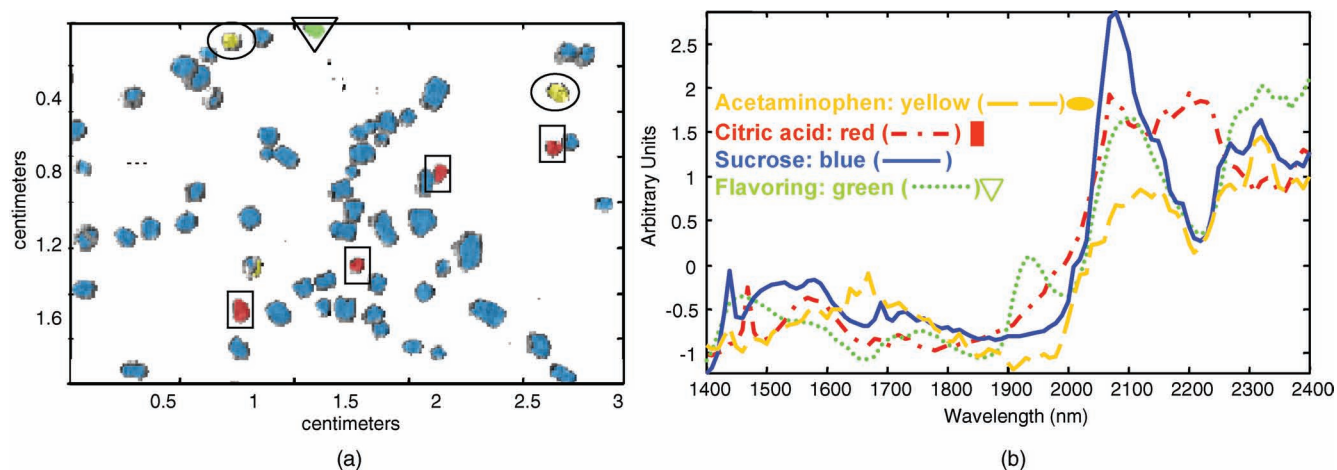 centimeters
0.4
0.8
1.2
1.6
0.5 1 1.5 2 2.5 3
centimeters
(a)
Arbitrary Units
2.5
2
1.5
1
0.5
0
-0.5
-1
Acetaminophen: yellow (— — —)
Citric acid: red (— · — · )
Sucrose: blue (———)
Flavoring: green (········)
1400 1500 1600 1700 1800 1900 2000 2100 2200 2300 2400
Wavelength (nm)
(b)